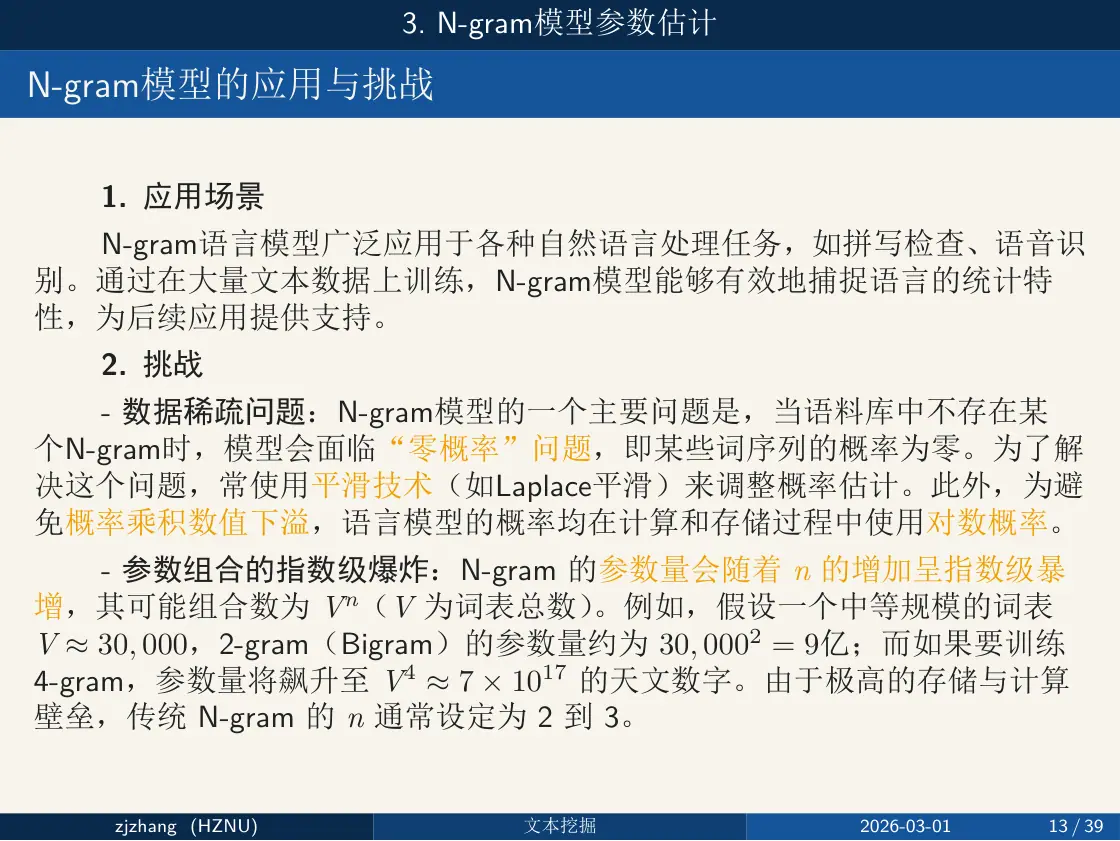 3. N-gram模型参数估计
N-gram模型的应用与挑战
1. 应用场景
N-gram语言模型广泛应用于各种自然语言处理任务，如拼写检查、语音识
别。通过在大量文本数据上训练，N-gram模型能够有效地捕捉语言的统计特
性，为后续应用提供支持。
2. 挑战
- 数据稀疏问题：N-gram模型的一个主要问题是，当语料库中不存在某
个N-gram时，模型会面临“零概率”问题，即某些词序列的概率为零。为了解
决这个问题，常使用平滑技术（如Laplace平滑）来调整概率估计。此外，为避
免概率乘积数值下溢，语言模型的概率均在计算和存储过程中使用对数概率。
- 参数组合的指数级爆炸：N-gram 的参数量会随着 n 的增加呈指数级暴
增，其可能组合数为 Vⁿ（V 为词表总数）。例如，假设一个中等规模的词表
V ≈ 30,000，2-gram（Bigram）的参数量约为 30,000² = 9亿；而如果要训练
4-gram，参数量将飙升至 V⁴ ≈ 7 × 10¹⁷ 的天文数字。由于极高的存储与计算
壁垒，传统 N-gram 的 n 通常设定为 2 到 3。
zjzhang (HZNU) 文本挖掘 2026-03-01 13 / 39